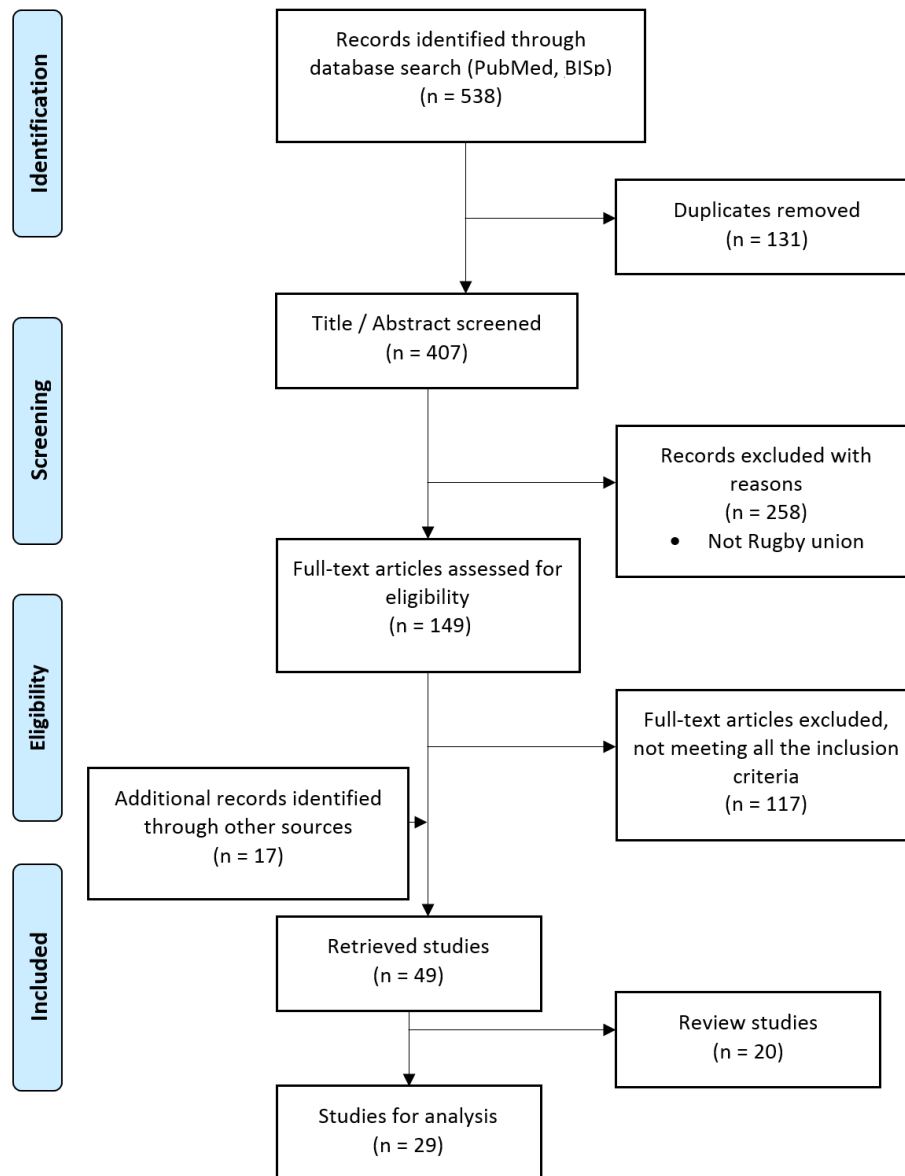 Identification
Records identified through
database search (PubMed, BISp)
(n = 538)
Duplicates removed
(n = 131)
Screening
Title / Abstract screened
(n = 407)
Records excluded with
reasons
(n = 258)
• Not Rugby union
Eligibility
Full-text articles assessed for
eligibility
(n = 149)
Full-text articles excluded,
not meeting all the inclusion
criteria
(n = 117)
Additional records identified
through other sources
(n = 17)
Included
Retrieved studies
(n = 49)
Review studies
(n = 20)
Studies for analysis
(n = 29)